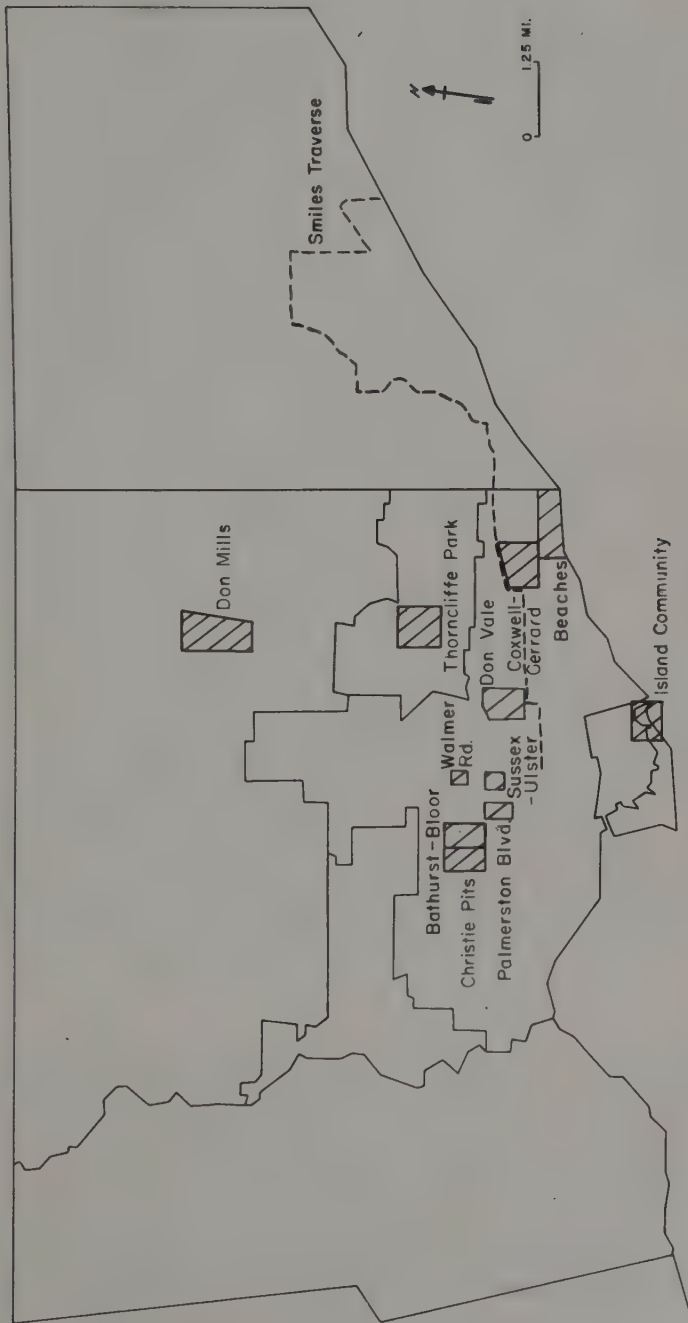 Smiles Traverse
N
0 1.25 MI.
Don Mills
Thorncliffe Park
Don Vale
Coxwell-
Gerrard
Beaches
Walmer
Rd.
Sussex
-Ulster
Bathurst-Bloor
Christie Pits
Palmerston Blvd.
Island Community